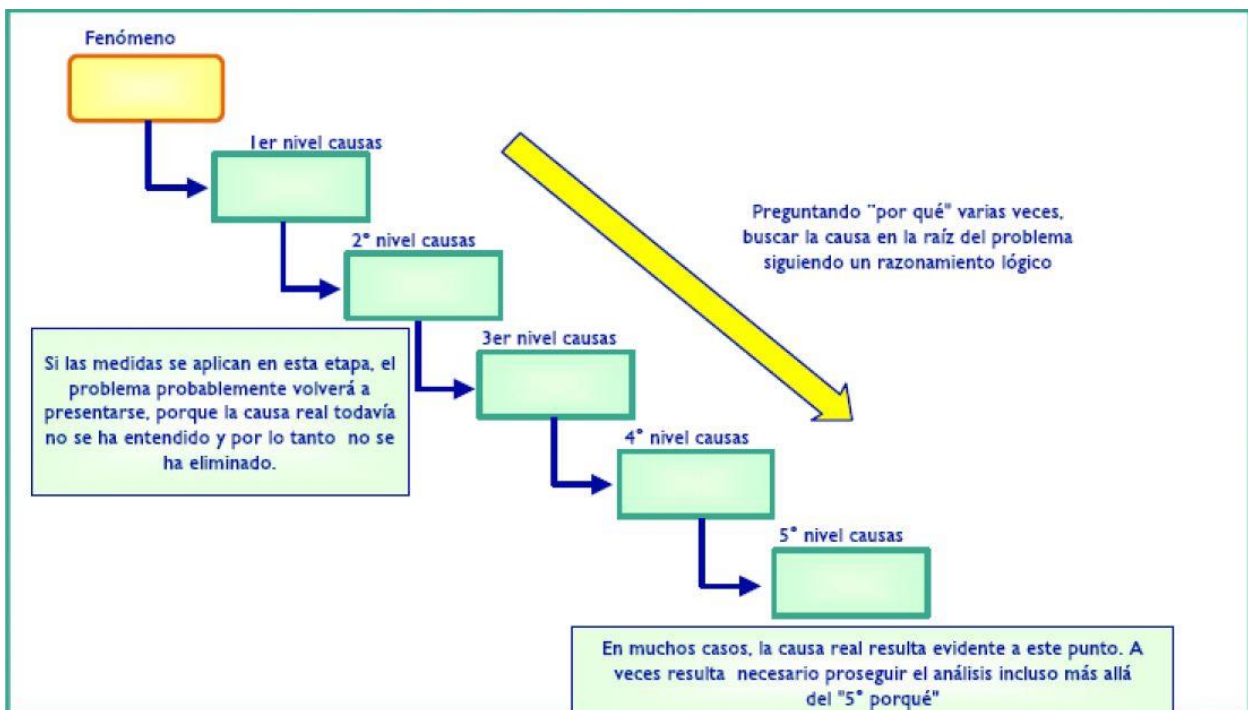 Fenómeno
1er nivel causas
2° nivel causas
3er nivel causas
4° nivel causas
5° nivel causas
Preguntando "por qué" varias veces,
buscar la causa en la raíz del problema
siguiendo un razonamiento lógico
Si las medidas se aplican en esta etapa, el
problema probablemente volverá a
presentarse, porque la causa real todavía
no se ha entendido y por lo tanto no se
ha eliminado.
En muchos casos, la causa real resulta evidente a este punto. A
veces resulta necesario proseguir el análisis incluso más allá
del "5° porqué"